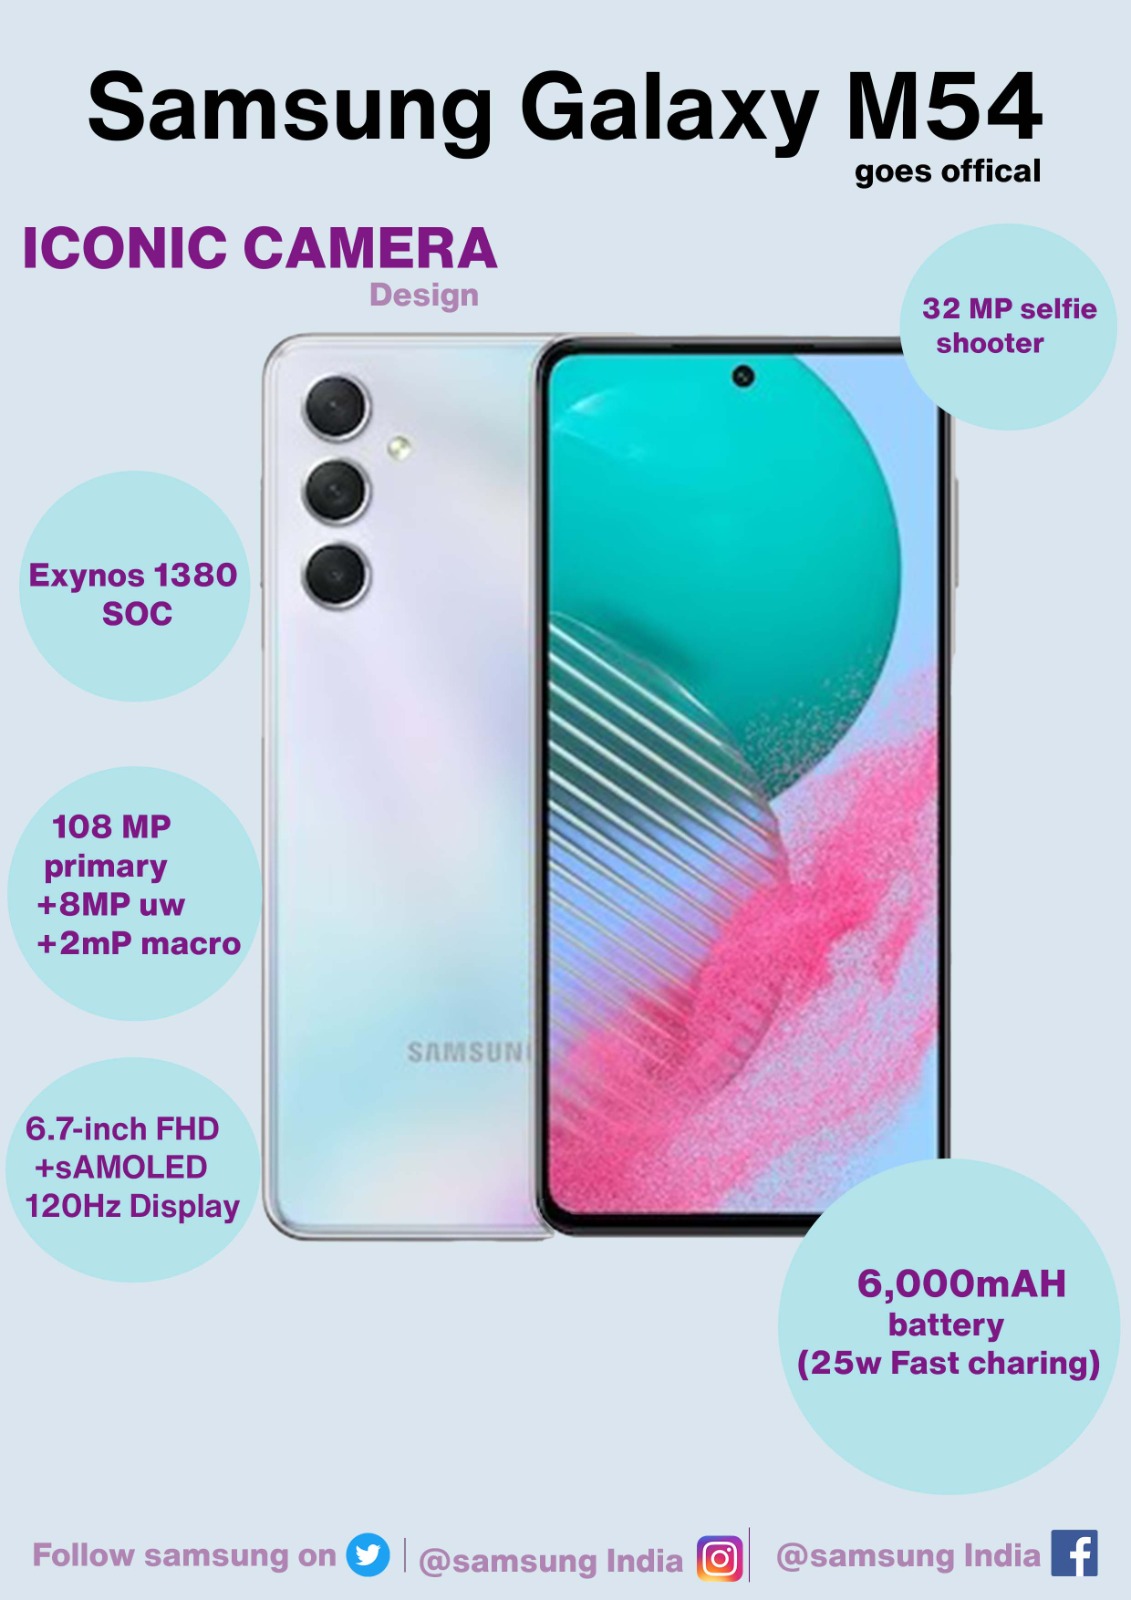 Samsung Galaxy M54
goes offical
ICONIC CAMERA
Design
32 MP selfie
shooter
Exynos 1380
SOC
108 MP
primary
+8MP uw
+2mP macro
SAMSUN
6.7-inch FHD
+sAMOLED
120Hz Display
6,000mAH
battery
(25w Fast charing)
Follow samsung on | @samsung India | @samsung India